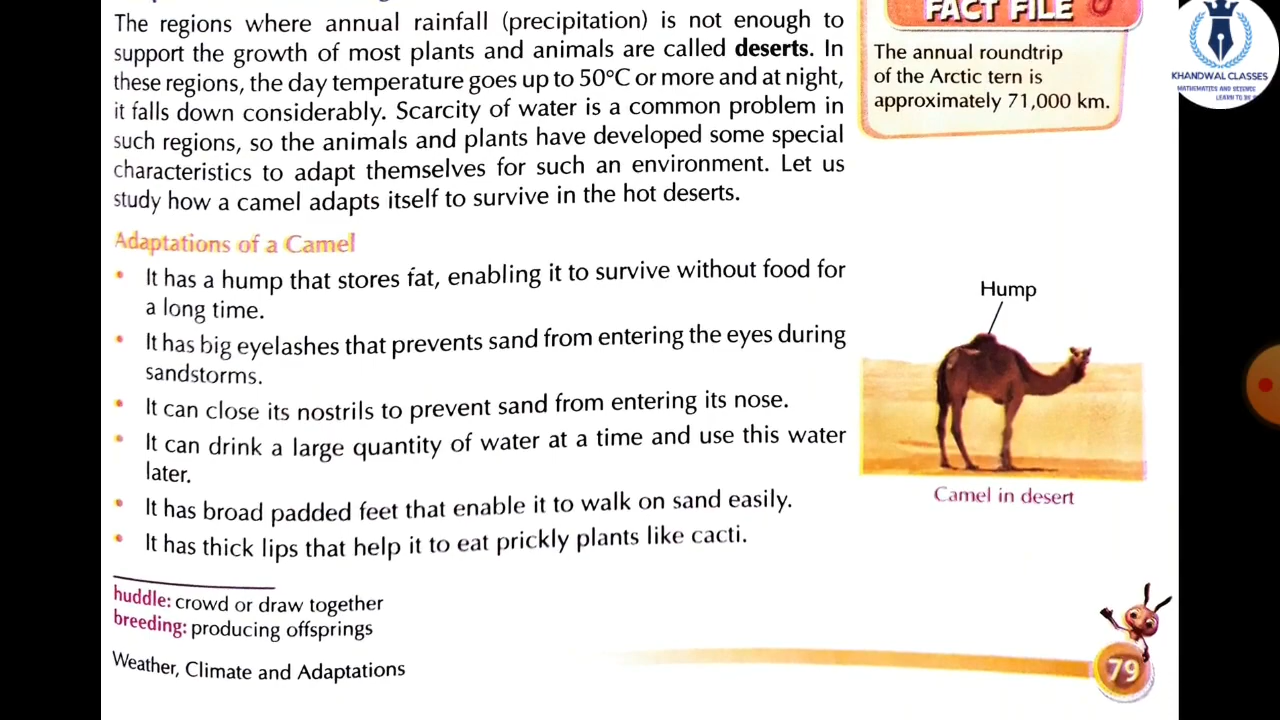 The regions where annual rainfall (precipitation) is not enough to
support the growth of most plants and animals are called deserts. In
these regions, the day temperature goes up to 50°C or more and at night,
it falls down considerably. Scarcity of water is a common problem in
such regions, so the animals and plants have developed some special
characteristics to adapt themselves for such an environment. Let us
study how a camel adapts itself to survive in the hot deserts.
Adaptations of a Camel
• It has a hump that stores fat, enabling it to survive without food for
a long time.
• It has big eyelashes that prevents sand from entering the eyes during
sandstorms.
• It can close its nostrils to prevent sand from entering its nose.
• It can drink a large quantity of water at a time and use this water
later.
• It has broad padded feet that enable it to walk on sand easily.
• It has thick lips that help it to eat prickly plants like cacti.
huddle: crowd or draw together
breeding: producing offsprings
Weather, Climate and Adaptations
FACT FILE
The annual roundtrip
of the Arctic tern is
approximately 71,000 km.
Hump
Camel in desert
79
KHANDWAL CLASSES
MATHEMATICS AND SCIENCE
LEARN TO BE